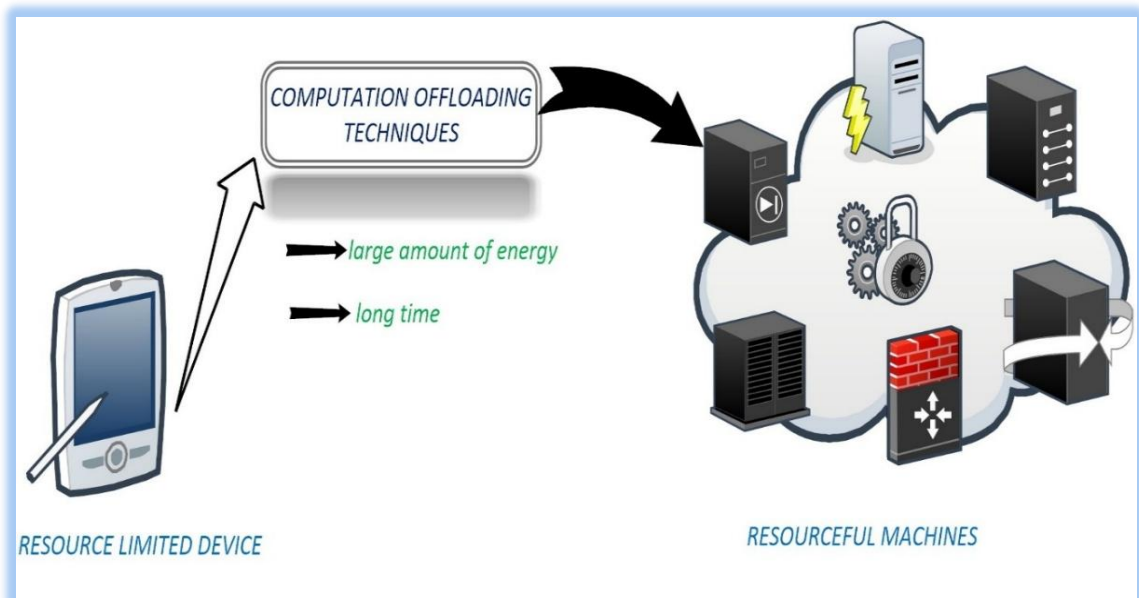 COMPUTATION OFFLOADING
TECHNIQUES
large amount of energy
long time
RESOURCE LIMITED DEVICE
RESOURCEFUL MACHINES